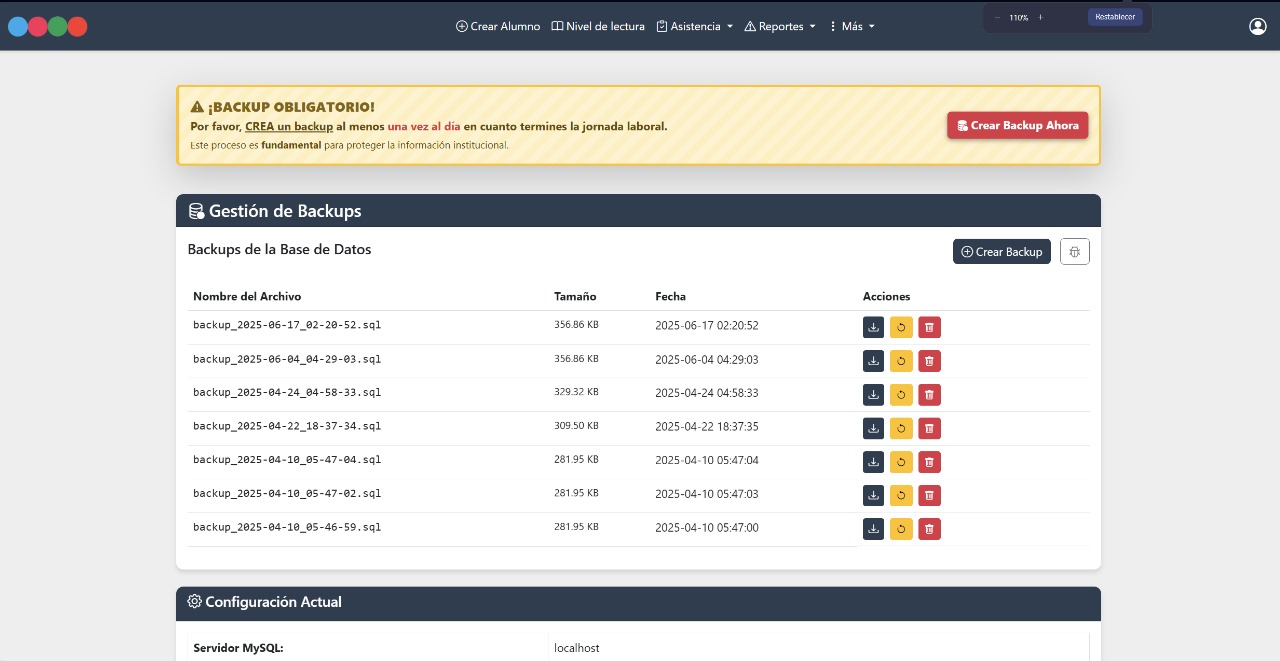 Crear Alumno Nivel de lectura Asistencia Reportes Más
− 110% + Restablecer
¡BACKUP OBLIGATORIO!
Por favor, CREA un backup al menos una vez al día en cuanto termines la jornada laboral.
Este proceso es fundamental para proteger la información institucional.
Crear Backup Ahora
Gestión de Backups
Backups de la Base de Datos
Crear Backup
Nombre del Archivo Tamaño Fecha Acciones
backup_2025-06-17_02-20-52.sql 356.86 KB 2025-06-17 02:20:52
backup_2025-06-04_04-29-03.sql 356.86 KB 2025-06-04 04:29:03
backup_2025-04-24_04-58-33.sql 329.32 KB 2025-04-24 04:58:33
backup_2025-04-22_18-37-34.sql 309.50 KB 2025-04-22 18:37:35
backup_2025-04-10_05-47-04.sql 281.95 KB 2025-04-10 05:47:04
backup_2025-04-10_05-47-02.sql 281.95 KB 2025-04-10 05:47:03
backup_2025-04-10_05-46-59.sql 281.95 KB 2025-04-10 05:47:00
Configuración Actual
Servidor MySQL: localhost